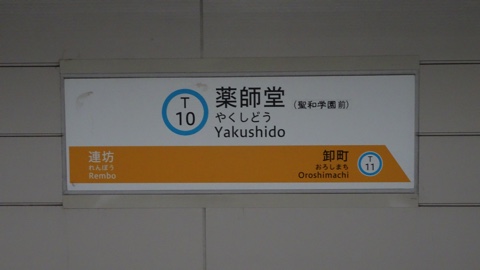 T
10
薬師堂
(聖和学園前)
やくしどう
Yakushido
連坊
れんぼう
Rembo
卸町
おろしまち
Oroshimachi
T
11